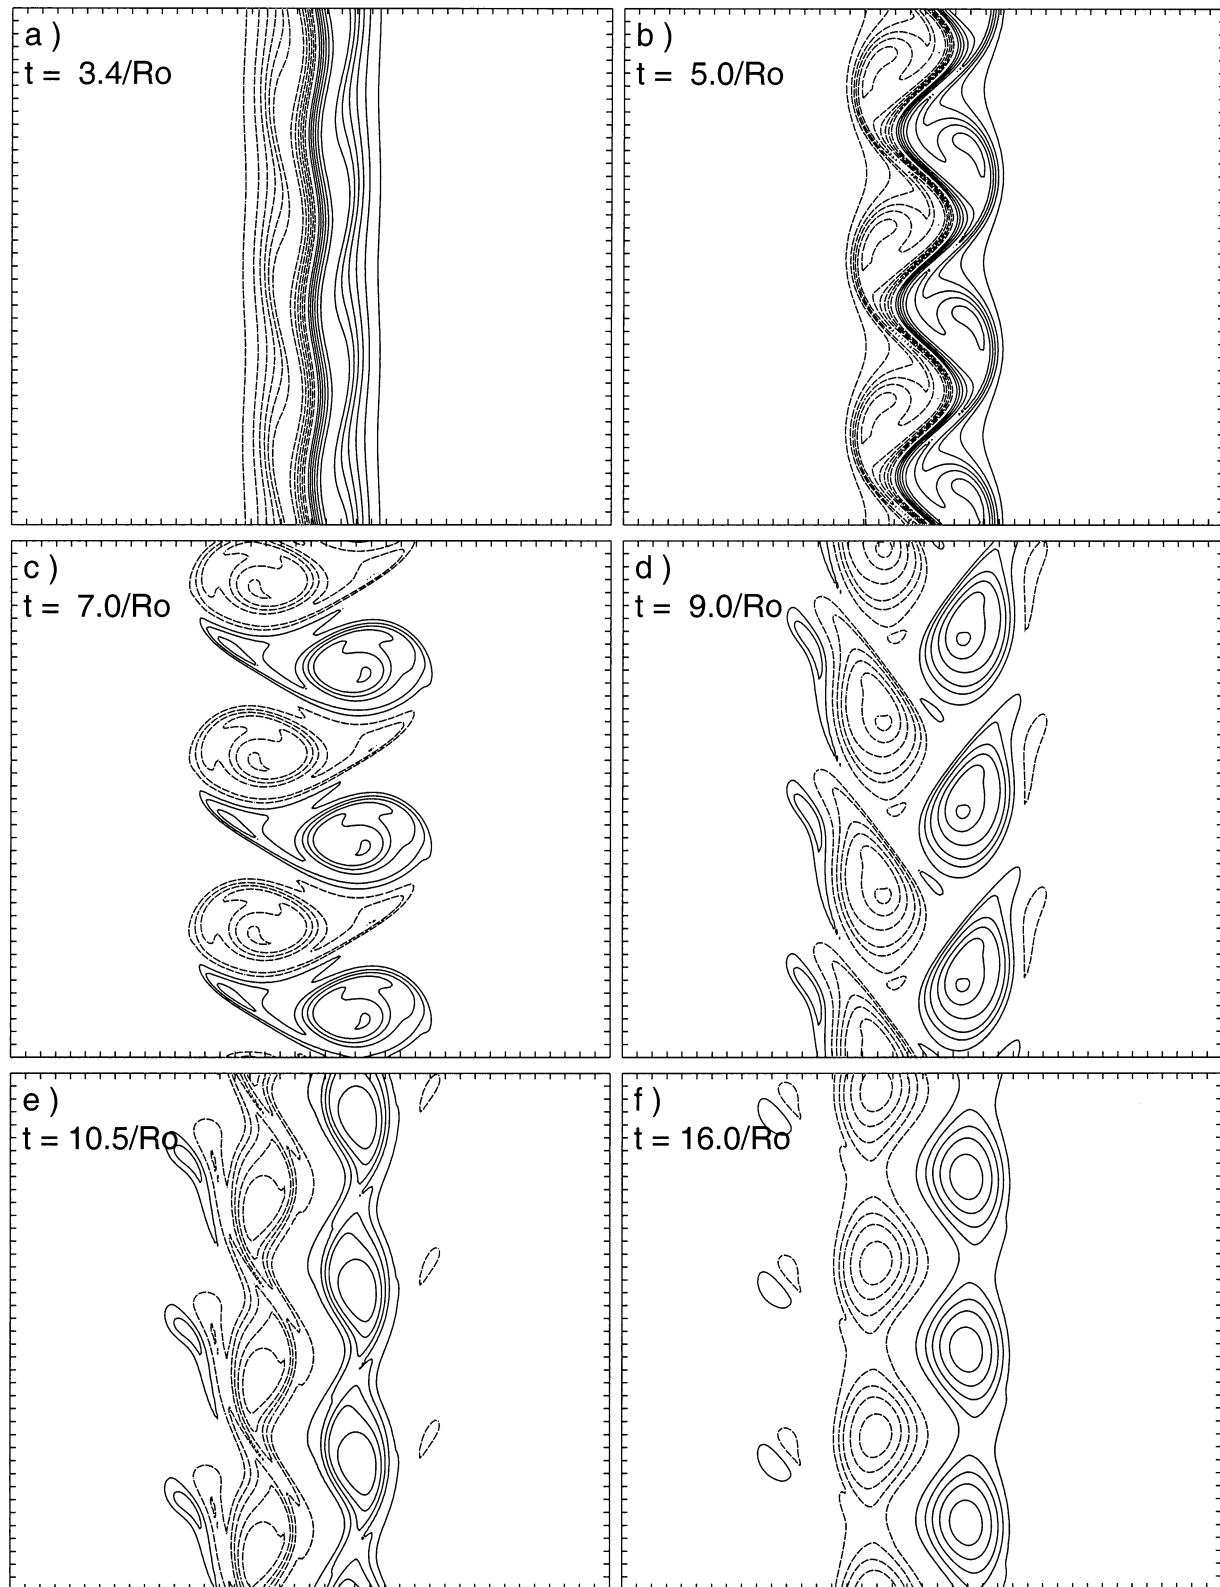 a )
t = 3.4/Ro
b )
t = 5.0/Ro
c )
t = 7.0/Ro
d )
t = 9.0/Ro
e )
t = 10.5/Ro
f )
t = 16.0/Ro